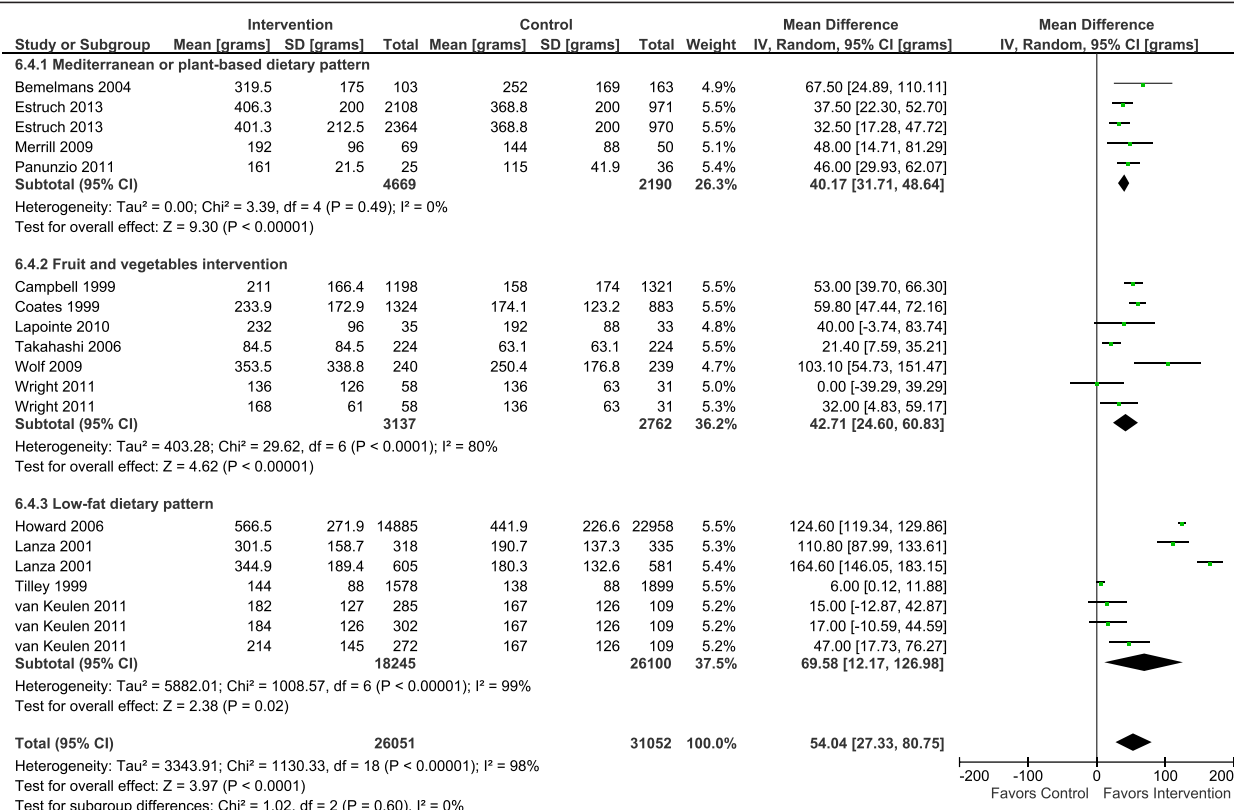 Intervention Control Mean Difference Mean Difference
Study or Subgroup Mean [grams] SD [grams] Total Mean [grams] SD [grams] Total Weight IV, Random, 95% CI [grams] IV, Random, 95% CI [grams]
6.4.1 Mediterranean or plant-based dietary pattern
Bemelmans 2004 319.5 175 103 252 169 163 4.9% 67.50 [24.89, 110.11]
Estruch 2013 406.3 200 2108 368.8 200 971 5.5% 37.50 [22.30, 52.70]
Estruch 2013 401.3 212.5 2364 368.8 200 970 5.5% 32.50 [17.28, 47.72]
Merrill 2009 192 96 69 144 88 50 5.1% 48.00 [14.71, 81.29]
Panunzio 2011 161 21.5 25 115 41.9 36 5.4% 46.00 [29.93, 62.07]
Subtotal (95% CI) 4669 2190 26.3% 40.17 [31.71, 48.64]
Heterogeneity: Tau² = 0.00; Chi² = 3.39, df = 4 (P = 0.49); I² = 0%
Test for overall effect: Z = 9.30 (P < 0.00001)
6.4.2 Fruit and vegetables intervention
Campbell 1999 211 166.4 1198 158 174 1321 5.5% 53.00 [39.70, 66.30]
Coates 1999 233.9 172.9 1324 174.1 123.2 883 5.5% 59.80 [47.44, 72.16]
Lapointe 2010 232 96 35 192 88 33 4.8% 40.00 [-3.74, 83.74]
Takahashi 2006 84.5 84.5 224 63.1 63.1 224 5.5% 21.40 [7.59, 35.21]
Wolf 2009 353.5 338.8 240 250.4 176.8 239 4.7% 103.10 [54.73, 151.47]
Wright 2011 136 126 58 136 63 31 5.0% 0.00 [-39.29, 39.29]
Wright 2011 168 61 58 136 63 31 5.3% 32.00 [4.83, 59.17]
Subtotal (95% CI) 3137 2762 36.2% 42.71 [24.60, 60.83]
Heterogeneity: Tau² = 403.28; Chi² = 29.62, df = 6 (P < 0.0001); I² = 80%
Test for overall effect: Z = 4.62 (P < 0.00001)
6.4.3 Low-fat dietary pattern
Howard 2006 566.5 271.9 14885 441.9 226.6 22958 5.5% 124.60 [119.34, 129.86]
Lanza 2001 301.5 158.7 318 190.7 137.3 335 5.3% 110.80 [87.99, 133.61]
Lanza 2001 344.9 189.4 605 180.3 132.6 581 5.4% 164.60 [146.05, 183.15]
Tilley 1999 144 88 1578 138 88 1899 5.5% 6.00 [0.12, 11.88]
van Keulen 2011 182 127 285 167 126 109 5.2% 15.00 [-12.87, 42.87]
van Keulen 2011 184 126 302 167 126 109 5.2% 17.00 [-10.59, 44.59]
van Keulen 2011 214 145 272 167 126 109 5.2% 47.00 [17.73, 76.27]
Subtotal (95% CI) 18245 26100 37.5% 69.58 [12.17, 126.98]
Heterogeneity: Tau² = 5882.01; Chi² = 1008.57, df = 6 (P < 0.00001); I² = 99%
Test for overall effect: Z = 2.38 (P = 0.02)
Total (95% CI) 26051 31052 100.0% 54.04 [27.33, 80.75]
Heterogeneity: Tau² = 3343.91; Chi² = 1130.33, df = 18 (P < 0.00001); I² = 98%
-200 -100 0 100 200
Test for overall effect: Z = 3.97 (P < 0.0001)
Favors Control Favors Intervention
Test for subgroup differences: Chi² = 1.02, df = 2 (P = 0.60), I² = 0%